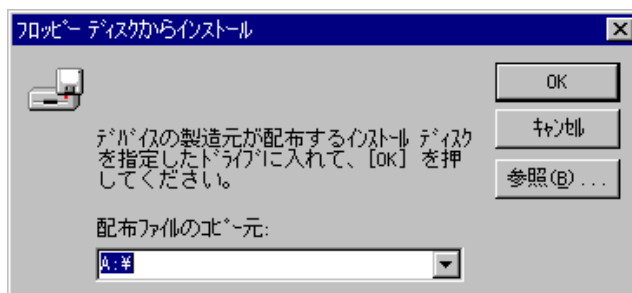 ﾌﾛｯﾋﾟｰ ﾃﾞｨｽｸからｲﾝｽﾄｰﾙ
OK
ﾃﾞﾊﾞｲｽの製造元が配布するｲﾝｽﾄｰﾙ ﾃﾞｨｽｸ
を指定したﾄﾞﾗｲﾌﾞに入れて、[OK] を押
してください。
ｷｬﾝｾﾙ
参照(B)...
配布ﾌｧｲﾙのｺﾋﾟｰ元:
A:¥